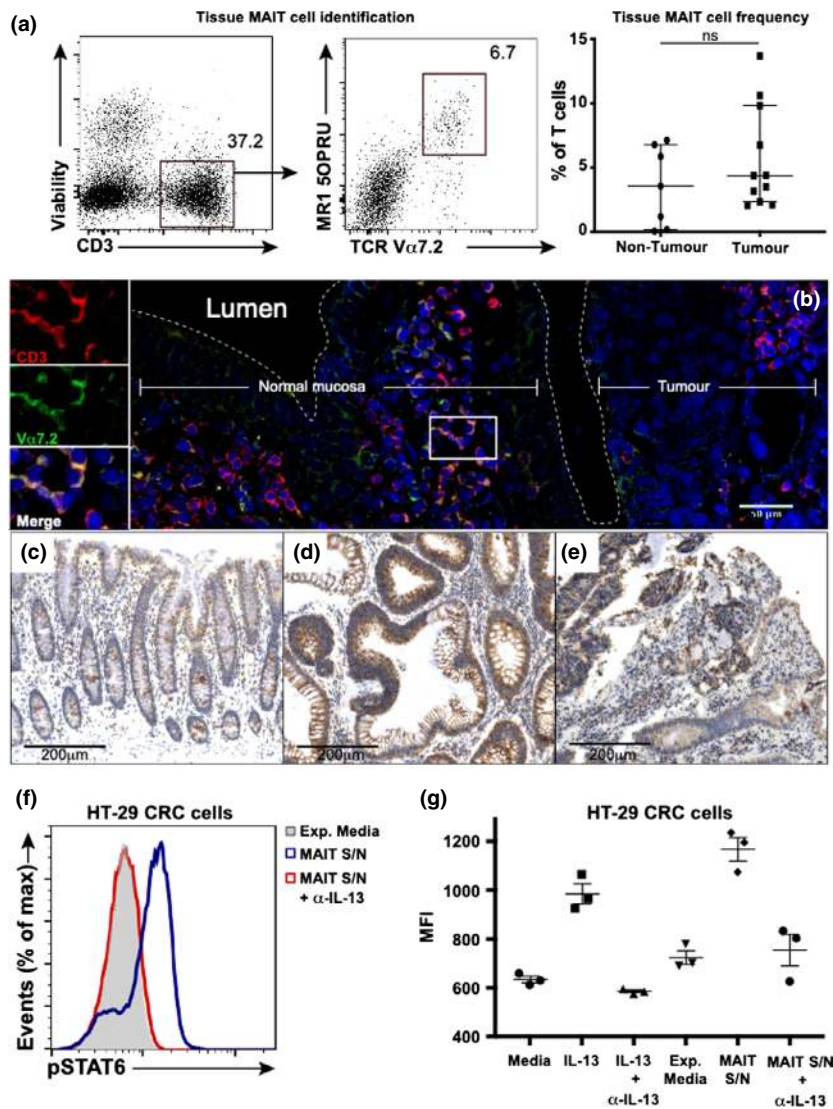 (a)
Tissue MAIT cell identification
Tissue MAIT cell frequency
Viability
37.2
CD3
MR1 5OPRU
6.7
TCR Vα7.2
% of T cells
15
10
5
0
ns
Non-Tumour
Tumour
(b)
CD3
Vα7.2
Merge
Lumen
Normal mucosa
Tumour
50 μm
(c)
200μm
(d)
200μm
(e)
200μm
(f)
HT-29 CRC cells
Events (% of max)
pSTAT6
Exp. Media
MAIT S/N
MAIT S/N
+ α-IL-13
(g)
HT-29 CRC cells
MFI
1200
1000
800
600
400
Media
IL-13
IL-13
+
α-IL-13
Exp.
Media
MAIT
S/N
MAIT S/N
+
α-IL-13